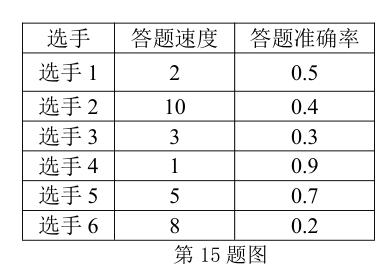 选手 答题速度 答题准确率
选手 1 2 0.5
选手 2 10 0.4
选手 3 3 0.3
选手 4 1 0.9
选手 5 5 0.7
选手 6 8 0.2
第 15 题图